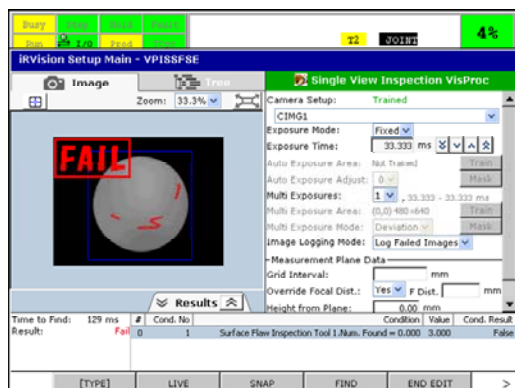 Busy Step Hold Fault
Run I/O Prod TCyc
T2 JOINT 4%
iRVision Setup Main - VPISSFSE
Image Tree Single View Inspection VisProc
Zoom: 33.3%
Camera Setup: Trained
CIMG1
Exposure Mode: Fixed
Exposure Time: 33.333 ms
Auto Exposure Area: Not Trained Train
Auto Exposure Adjust: 0 Mask
Multi Exposures: 1 , 33.333 - 33.333 ms
Multi Exposure Area: (0,0) 480×640 Train
Multi Exposure Mode: Deviation Mask
Image Logging Mode: Log Failed Images
Measurement Plane Data
Grid Interval: mm
Override Focal Dist.: Yes F Dist. mm
Height from Plane: 0.00 mm
FAIL
Results
Time to Find: 129 ms # Cond. No Condition Value Cond. Result
Result: Fail 0 1 Surface Flaw Inspection Tool 1.Num. Found = 0.000 3.000 False
[TYPE] LIVE SNAP FIND END EDIT >